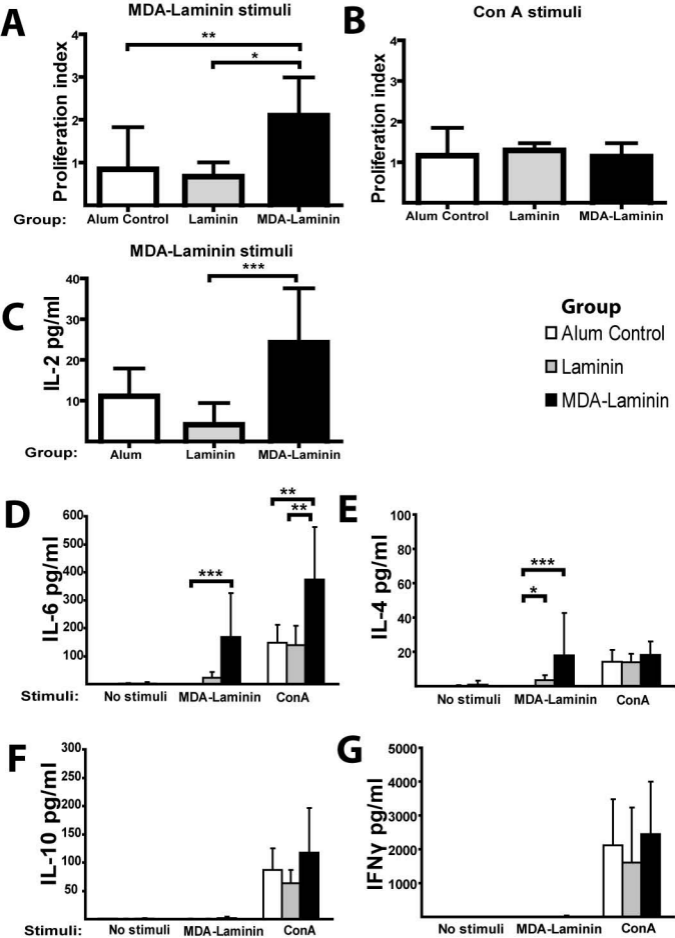 A
MDA-Laminin stimuli
**
*
Proliferation index
4
3
2
1
Group:
Alum Control Laminin MDA-Laminin
B
Con A stimuli
Proliferation index
4
3
2
1
Alum Control Laminin MDA-Laminin
C
MDA-Laminin stimuli
***
IL-2 pg/ml
40
30
20
10
Group:
Alum Laminin MDA-Laminin
Group
Alum Control
Laminin
MDA-Laminin
D
IL-6 pg/ml
600
500
400
300
200
100
***
**
**
Stimuli:
No stimuli MDA-Laminin ConA
E
IL-4 pg/ml
100
80
60
40
20
***
*
No stimuli MDA-Laminin ConA
F
IL-10 pg/ml
300
250
200
150
100
50
Stimuli:
No stimuli MDA-Laminin ConA
G
IFNγ pg/ml
5000
4000
3000
2000
1000
No stimuli MDA-Laminin ConA